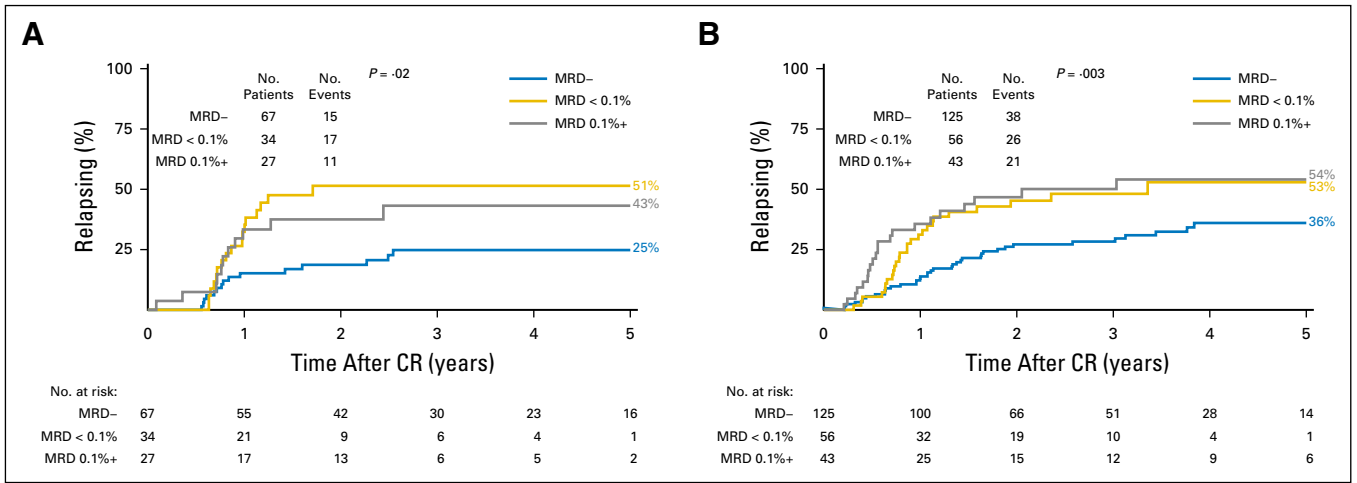 A
No. Patients No. Events P = ·02
MRD– 67 15
MRD < 0.1% 34 17
MRD 0.1%+ 27 11
MRD–
MRD < 0.1%
MRD 0.1%+
100
75
50
25
Relapsing (%)
51%
43%
25%
0 1 2 3 4 5
Time After CR (years)
No. at risk:
MRD– 67 55 42 30 23 16
MRD < 0.1% 34 21 9 6 4 1
MRD 0.1%+ 27 17 13 6 5 2
B
No. Patients No. Events P = ·003
MRD– 125 38
MRD < 0.1% 56 26
MRD 0.1%+ 43 21
MRD–
MRD < 0.1%
MRD 0.1%+
100
75
50
25
Relapsing (%)
54%
53%
36%
0 1 2 3 4 5
Time After CR (years)
No. at risk:
MRD– 125 100 66 51 28 14
MRD < 0.1% 56 32 19 10 4 1
MRD 0.1%+ 43 25 15 12 9 6